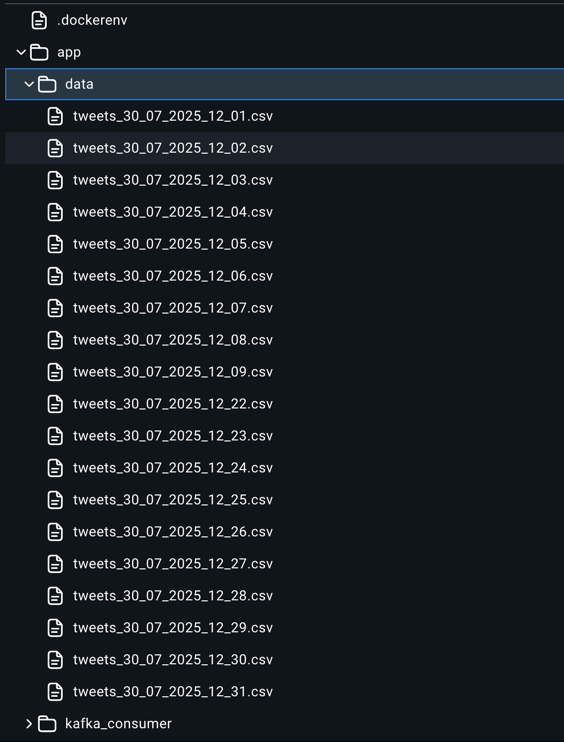 .dockerenv
app
data
tweets_30_07_2025_12_01.csv
tweets_30_07_2025_12_02.csv
tweets_30_07_2025_12_03.csv
tweets_30_07_2025_12_04.csv
tweets_30_07_2025_12_05.csv
tweets_30_07_2025_12_06.csv
tweets_30_07_2025_12_07.csv
tweets_30_07_2025_12_08.csv
tweets_30_07_2025_12_09.csv
tweets_30_07_2025_12_22.csv
tweets_30_07_2025_12_23.csv
tweets_30_07_2025_12_24.csv
tweets_30_07_2025_12_25.csv
tweets_30_07_2025_12_26.csv
tweets_30_07_2025_12_27.csv
tweets_30_07_2025_12_28.csv
tweets_30_07_2025_12_29.csv
tweets_30_07_2025_12_30.csv
tweets_30_07_2025_12_31.csv
kafka_consumer